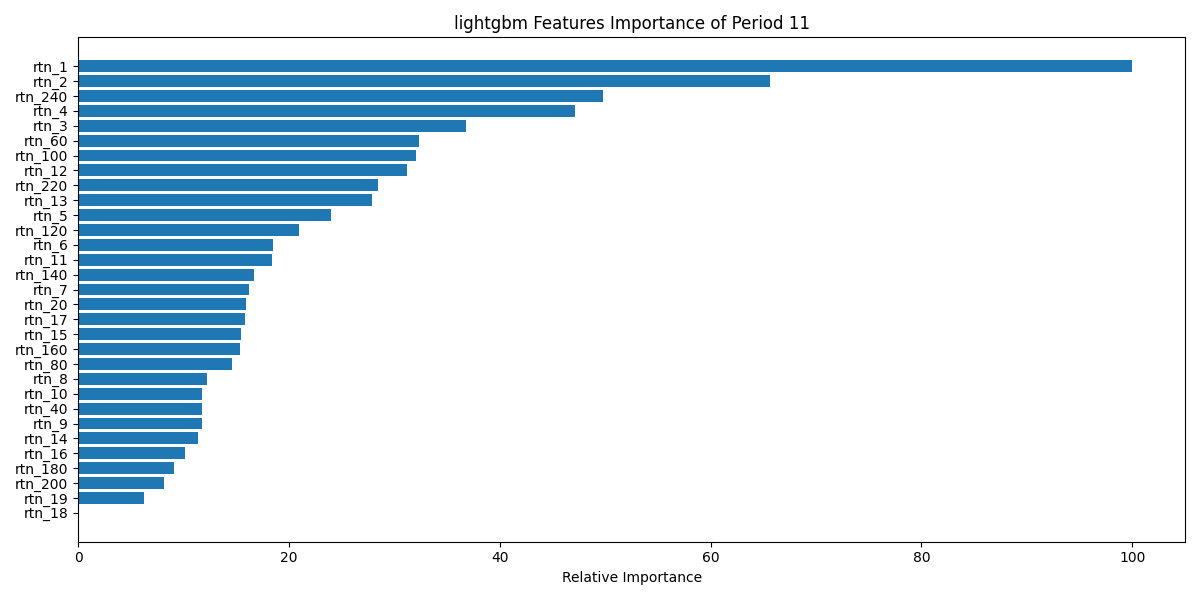 lightgbm Features Importance of Period 11
rtn_1
rtn_2
rtn_240
rtn_4
rtn_3
rtn_60
rtn_100
rtn_12
rtn_220
rtn_13
rtn_5
rtn_120
rtn_6
rtn_11
rtn_140
rtn_7
rtn_20
rtn_17
rtn_15
rtn_160
rtn_80
rtn_8
rtn_10
rtn_40
rtn_9
rtn_14
rtn_16
rtn_180
rtn_200
rtn_19
rtn_18
0 20 40 60 80 100
Relative Importance